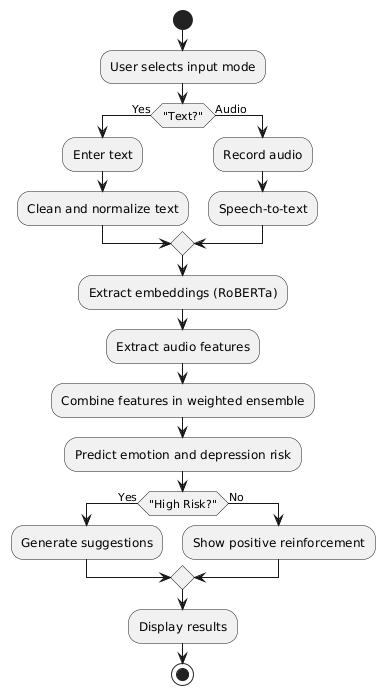 User selects input mode
Yes
"Text?"
Audio
Enter text
Record audio
Clean and normalize text
Speech-to-text
Extract embeddings (RoBERTa)
Extract audio features
Combine features in weighted ensemble
Predict emotion and depression risk
Yes
"High Risk?"
No
Generate suggestions
Show positive reinforcement
Display results